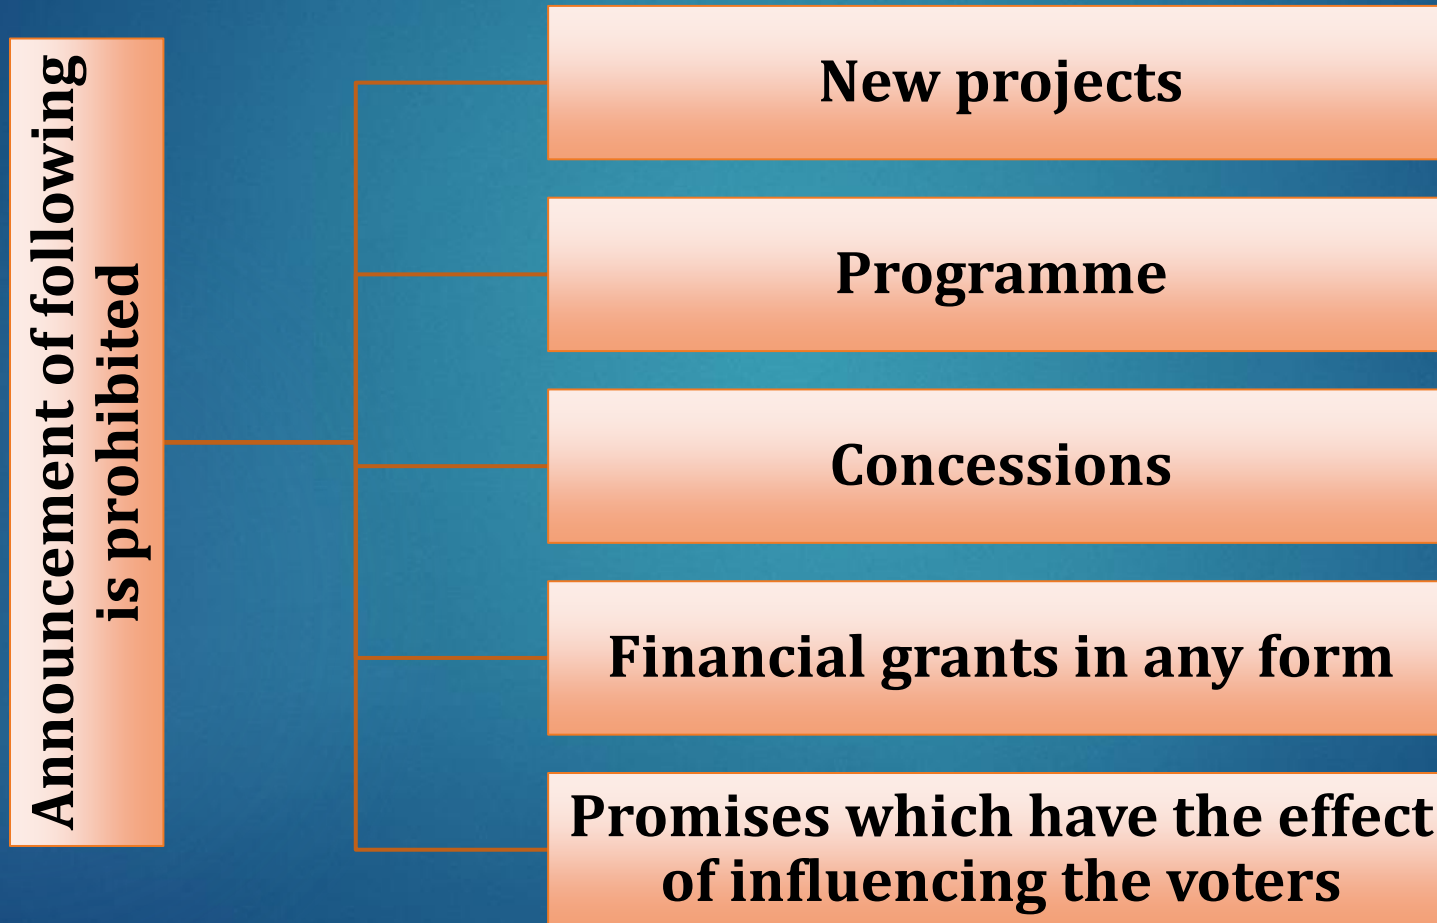 Announcement of following
is prohibited
New projects
Programme
Concessions
Financial grants in any form
Promises which have the effect
of influencing the voters